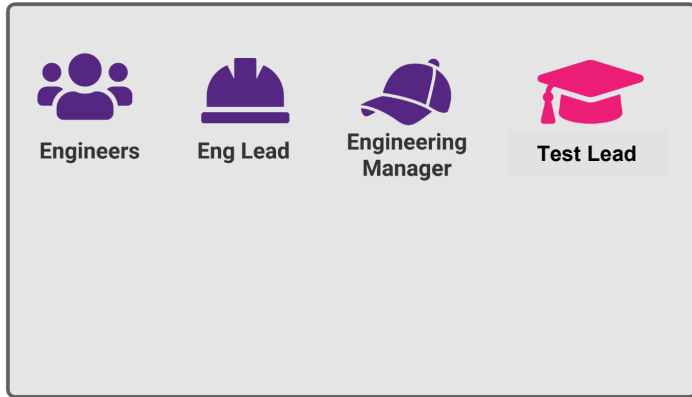 Engineers
Eng Lead
Engineering
Manager
Test Lead